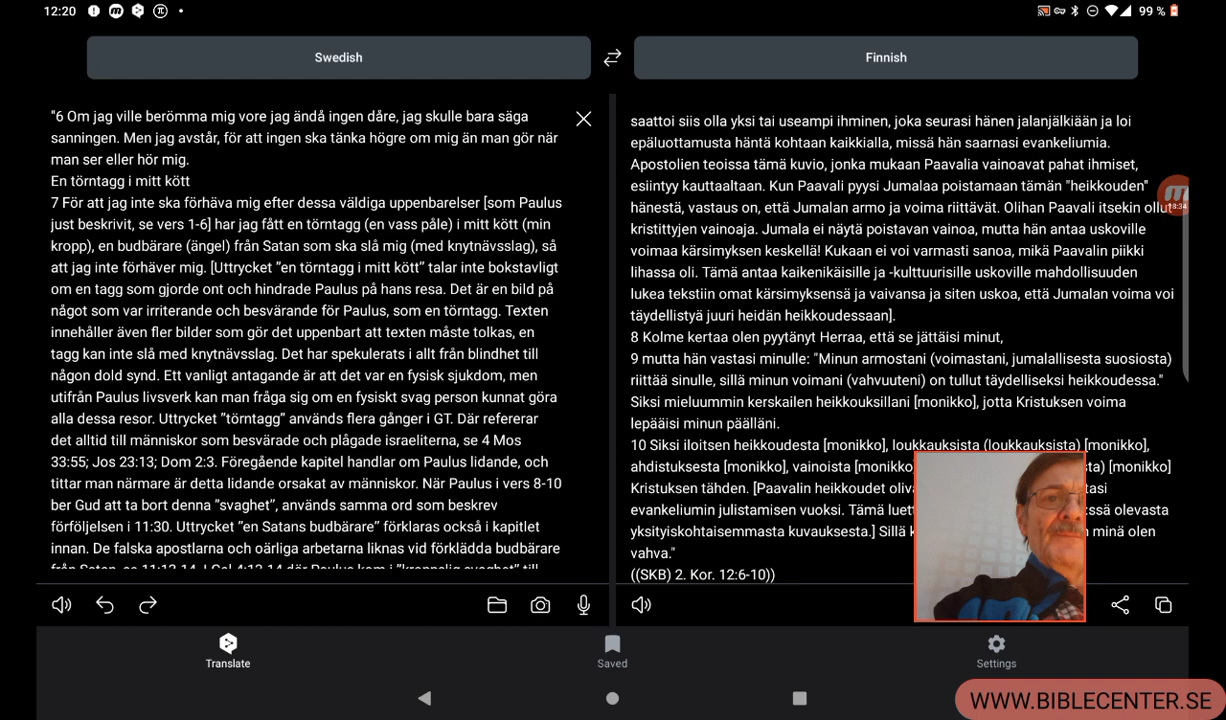 12:20
99 %
Swedish
Finnish
"6 Om jag ville berömma mig vore jag ändå ingen dåre, jag skulle bara säga
sanningen. Men jag avstår, för att ingen ska tänka högre om mig än man gör när
man ser eller hör mig.
En törntagg i mitt kött
7 För att jag inte ska förhäva mig efter dessa väldiga uppenbarelser [som Paulus
just beskrivit, se vers 1-6] har jag fått en törntagg (en vass påle) i mitt kött (min
kropp), en budbärare (ängel) från Satan som ska slå mig (med knytnävsslag), så
att jag inte förhäver mig. [Uttrycket ”en törntagg i mitt kött” talar inte bokstavligt
om en tagg som gjorde ont och hindrade Paulus på hans resa. Det är en bild på
något som var irriterande och besvärande för Paulus, som en törntagg. Texten
innehåller även fler bilder som gör det uppenbart att texten måste tolkas, en
tagg kan inte slå med knytnävsslag. Det har spekulerats i allt från blindhet till
någon dold synd. Ett vanligt antagande är att det var en fysisk sjukdom, men
utifrån Paulus livsverk kan man fråga sig om en fysiskt svag person kunnat göra
alla dessa resor. Uttrycket ”törntagg” används flera gånger i GT. Där refererar
det alltid till människor som besvärade och plågade israeliterna, se 4 Mos
33:55; Jos 23:13; Dom 2:3. Föregående kapitel handlar om Paulus lidande, och
tittar man närmare är detta lidande orsakat av människor. När Paulus i vers 8-10
ber Gud att ta bort denna ”svaghet”, används samma ord som beskrev
förföljelsen i 11:30. Uttrycket ”en Satans budbärare” förklaras också i kapitlet
innan. De falska apostlarna och oärliga arbetarna liknas vid förklädda budbärare
från Satan, se 11:13-14. I Gal 4:13-14 där Paulus kom i ”kroppslig svaghet” till
saattoi siis olla yksi tai useampi ihminen, joka seurasi hänen jalanjälkiään ja loi
epäluottamusta häntä kohtaan kaikkialla, missä hän saarnasi evankeliumia.
Apostolien teoissa tämä kuvio, jonka mukaan Paavalia vainoavat pahat ihmiset,
esiintyy kauttaaltaan. Kun Paavali pyysi Jumalaa poistamaan tämän "heikkouden"
hänestä, vastaus on, että Jumalan armo ja voima riittävät. Olihan Paavali itsekin ollut
kristittyjen vainoaja. Jumala ei näytä poistavan vainoa, mutta hän antaa uskoville
voimaa kärsimyksen keskellä! Kukaan ei voi varmasti sanoa, mikä Paavalin piikki
lihassa oli. Tämä antaa kaikenikäisille ja -kulttuurisille uskoville mahdollisuuden
lukea tekstiin omat kärsimyksensä ja vaivansa ja siten uskoa, että Jumalan voima voi
täydellistyä juuri heidän heikkoudessaan].
8 Kolme kertaa olen pyytänyt Herraa, että se jättäisi minut,
9 mutta hän vastasi minulle: "Minun armostani (voimastani, jumalallisesta suosiosta)
riittää sinulle, sillä minun voimani (vahvuuteni) on tullut täydelliseksi heikkoudessa."
Siksi mieluummin kerskailen heikkouksillani [monikko], jotta Kristuksen voima
lepääisi minun päälläni.
10 Siksi iloitsen heikkoudesta [monikko], loukkauksista (loukkauksista) [monikko],
ahdistuksesta [monikko], vainoista [monikko) [monikko]
Kristuksen tähden. [Paavalin heikkoudet
evankeliumin julistamisen vuoksi. Tämä olevasta
yksityiskohtaisemmasta kuvauksesta.] Sillä minä olen
vahva."
((SKB) 2. Kor. 12:6-10))
Translate
Saved
Settings
WWW.BIBLECENTER.SE